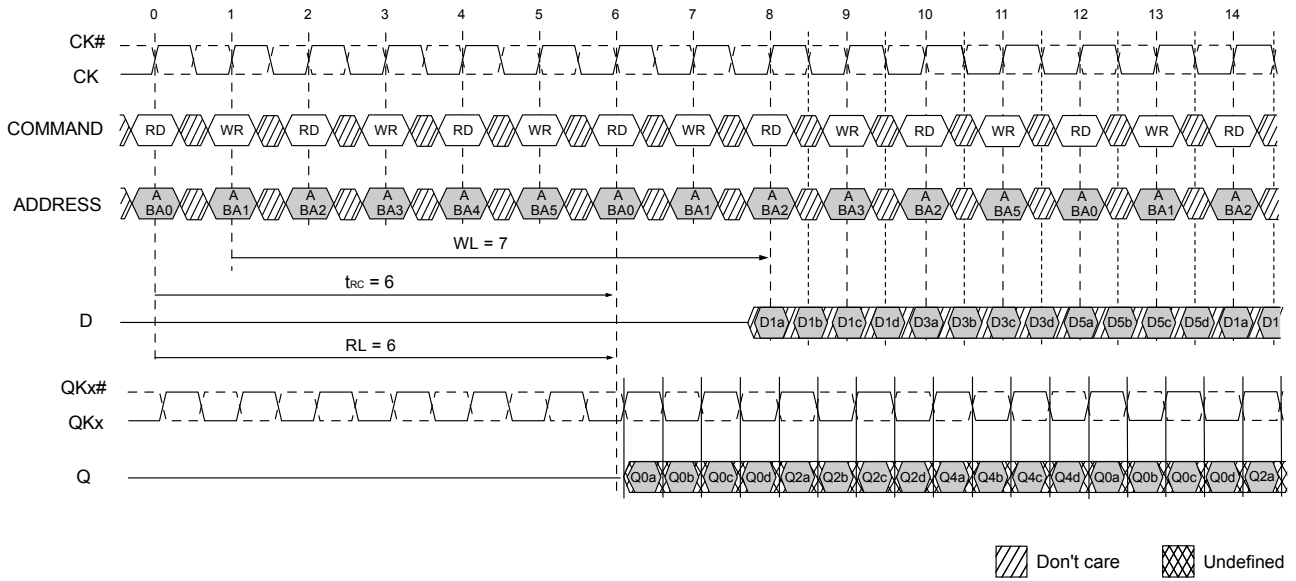 0 1 2 3 4 5 6 7 8 9 10 11 12 13 14
CK#
CK
COMMAND RD WR RD WR RD WR RD WR RD WR RD WR RD WR RD
A A A A A A A A A A A A A A A
ADDRESS BA0 BA1 BA2 BA3 BA4 BA5 BA0 BA1 BA2 BA3 BA2 BA5 BA0 BA1 BA2
WL = 7
tRC = 6
D D1a D1b D1c D1d D3a D3b D3c D3d D5a D5b D5c D5d D1a D1
RL = 6
QKx#
QKx
Q Q0a Q0b Q0c Q0d Q2a Q2b Q2c Q2d Q4a Q4b Q4c Q4d Q0a Q0b Q0c Q0d Q2a
Don't care Undefined